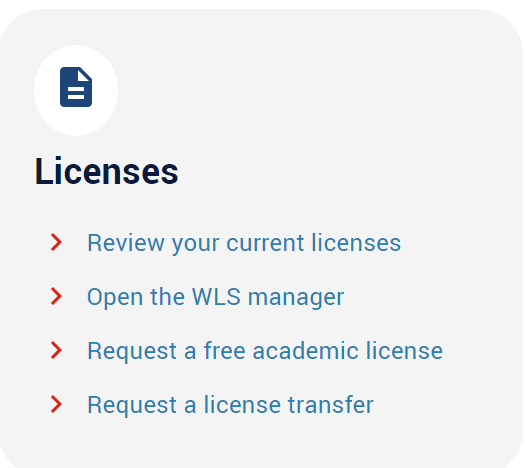 Licenses
Review your current licenses
Open the WLS manager
Request a free academic license
Request a license transfer